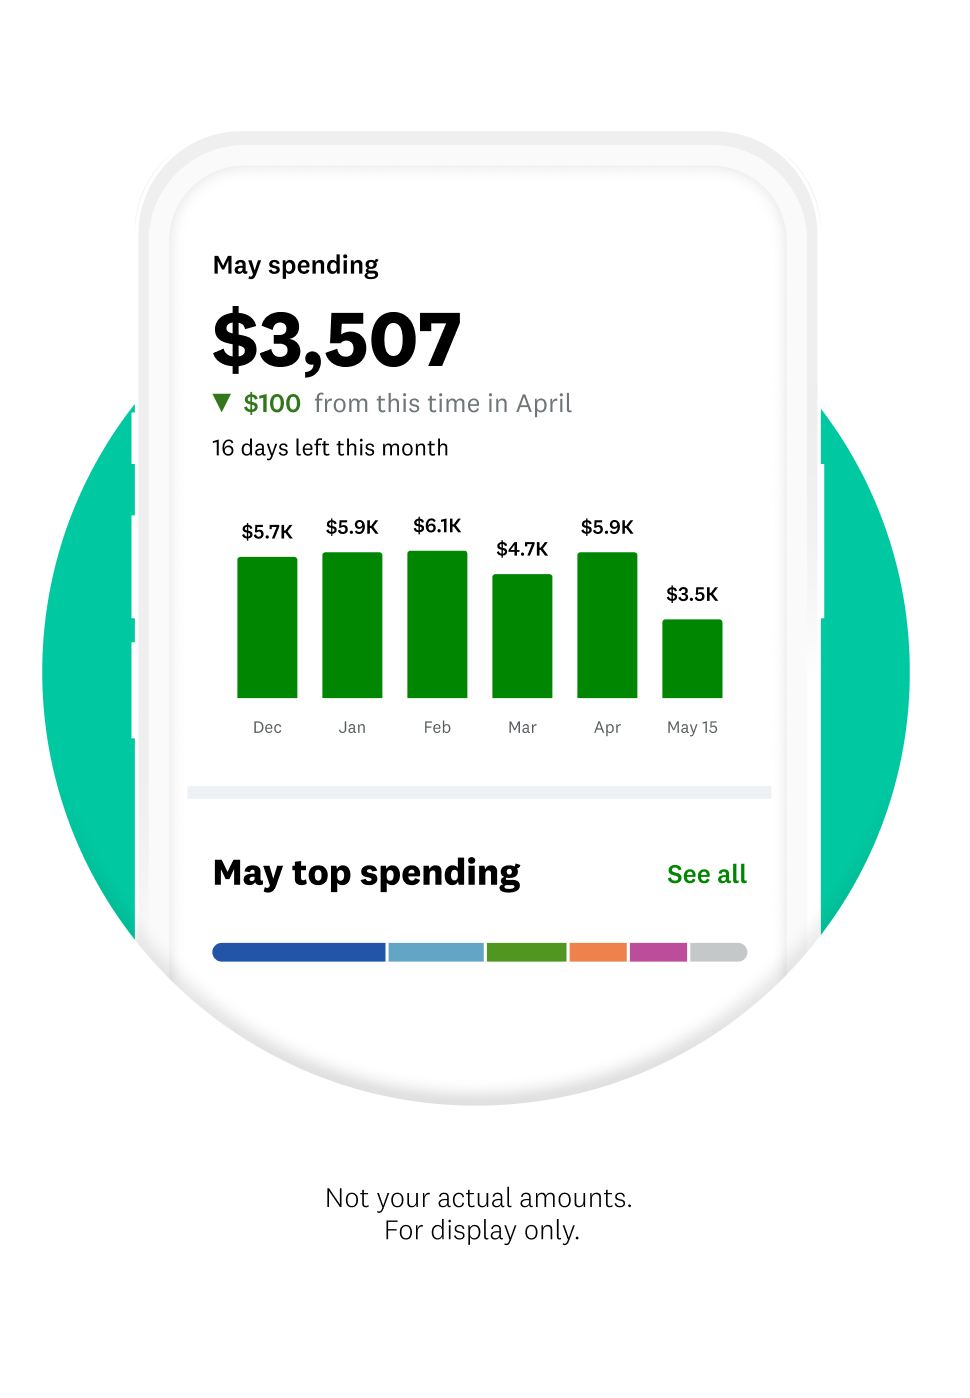 May spending
$3,507
▼ $100 from this time in April
16 days left this month
$5.7K $5.9K $6.1K $4.7K $5.9K $3.5K
Dec Jan Feb Mar Apr May 15
May top spending See all
Not your actual amounts.
For display only.